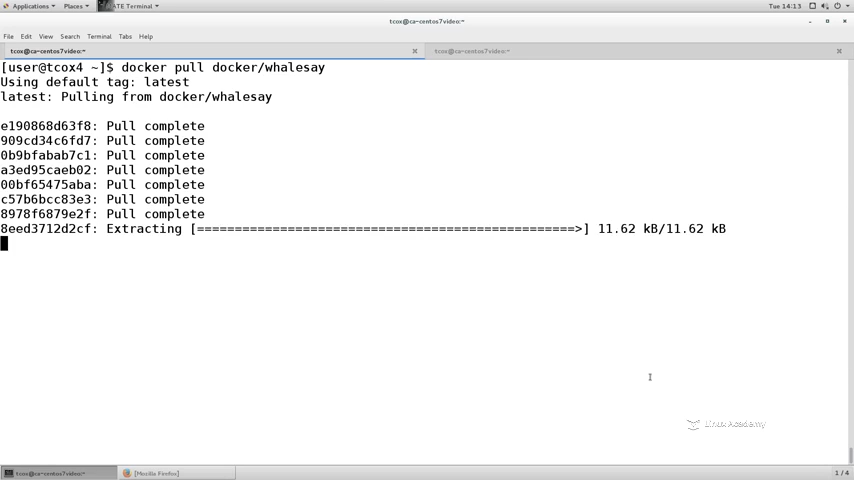 Applications Places MATE Terminal Tue 14:13
tcox@ca-centos7video:~
File Edit View Search Terminal Tabs Help
tcox@ca-centos7video:~ tcox@ca-centos7video:~
[user@tcox4 ~]$ docker pull docker/whalesay
Using default tag: latest
latest: Pulling from docker/whalesay
e190868d63f8: Pull complete
909cd34c6fd7: Pull complete
0b9bfabab7c1: Pull complete
a3ed95caeb02: Pull complete
00bf65475aba: Pull complete
c57b6bcc83e3: Pull complete
8978f6879e2f: Pull complete
8eed3712d2cf: Extracting [==================================================>] 11.62 kB/11.62 kB
Linux Academy
tcox@ca-centos7video:~ [Mozilla Firefox] 1 / 4